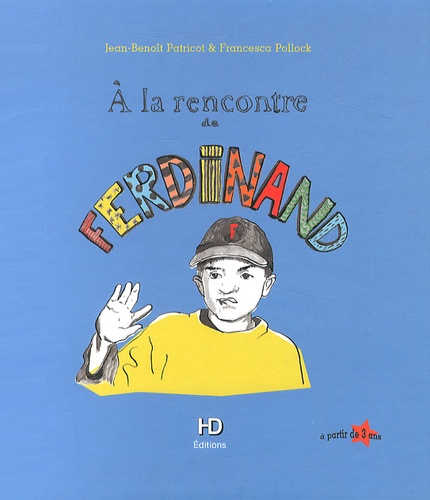 Jean-Benoît Patricot & Francesca Pollock
À la rencontre
de
FERDINAND
F
HD
Éditions
à partir de 3 ans